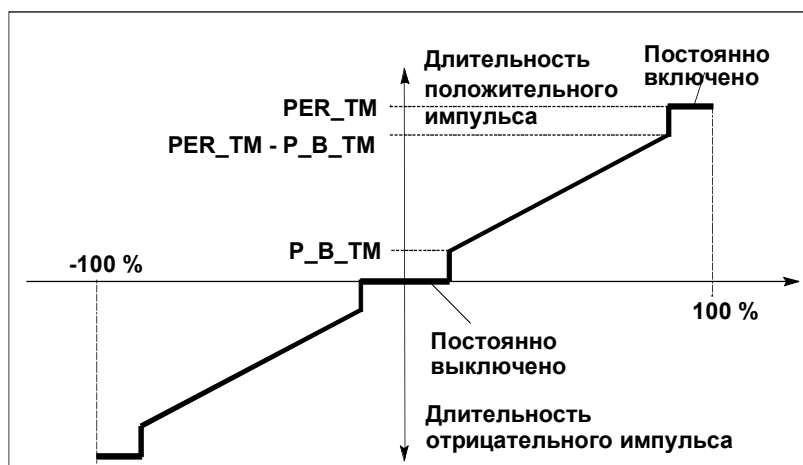 Длительность
положительного
импульса
Постоянно
включено
PER_TM
PER_TM - P_B_TM
P_B_TM
-100 %
100 %
Постоянно
выключено
Длительность
отрицательного импульса